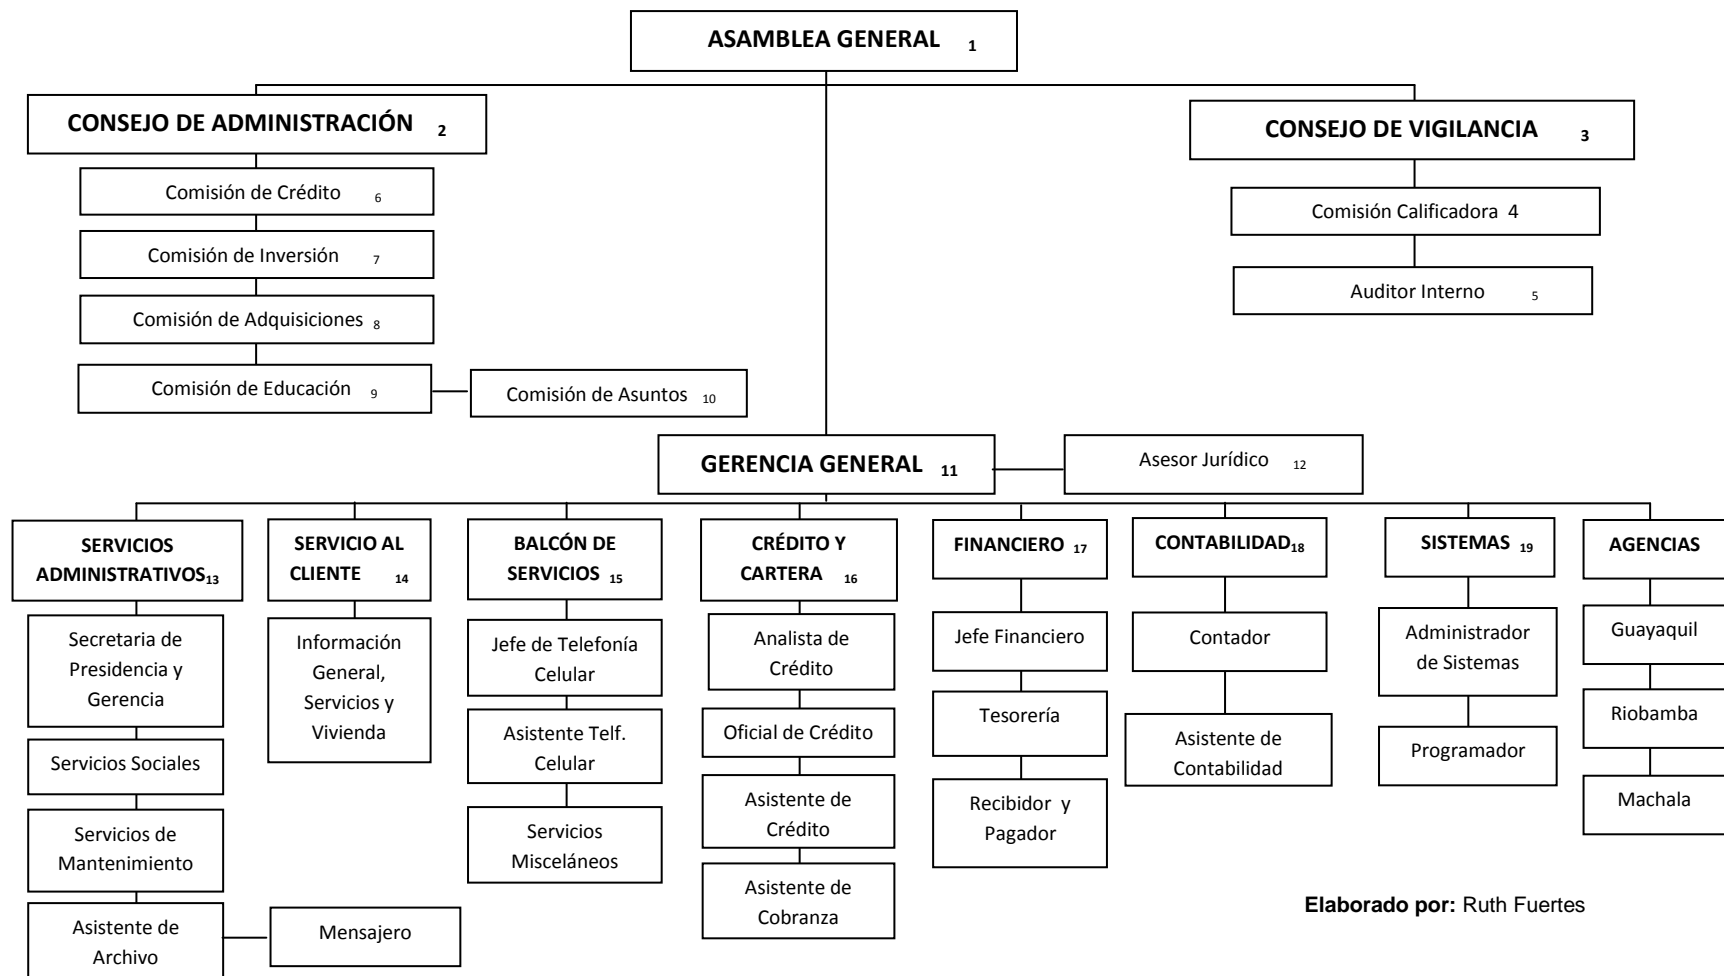 ASAMBLEA GENERAL 1
CONSEJO DE ADMINISTRACIÓN 2
CONSEJO DE VIGILANCIA 3
Comisión de Crédito 6
Comisión de Inversión 7
Comisión de Adquisiciones 8
Comisión de Educación 9
Comisión de Asuntos 10
Comisión Calificadora 4
Auditor Interno 5
GERENCIA GENERAL 11
Asesor Jurídico 12
SERVICIOS
ADMINISTRATIVOS13
Secretaria de
Presidencia y
Gerencia
Servicios Sociales
Servicios de
Mantenimiento
Asistente de
Archivo
Mensajero
SERVICIO AL
CLIENTE 14
Información
General,
Servicios y
Vivienda
BALCÓN DE
SERVICIOS 15
Jefe de Telefonía
Celular
Asistente Telf.
Celular
Servicios
Misceláneos
CRÉDITO Y
CARTERA 16
Analista de
Crédito
Oficial de Crédito
Asistente de
Crédito
Asistente de
Cobranza
FINANCIERO 17
Jefe Financiero
Tesorería
Recibidor y
Pagador
CONTABILIDAD18
Contador
Asistente de
Contabilidad
SISTEMAS 19
Administrador
de Sistemas
Programador
AGENCIAS
Guayaquil
Riobamba
Machala
Elaborado por: Ruth Fuertes